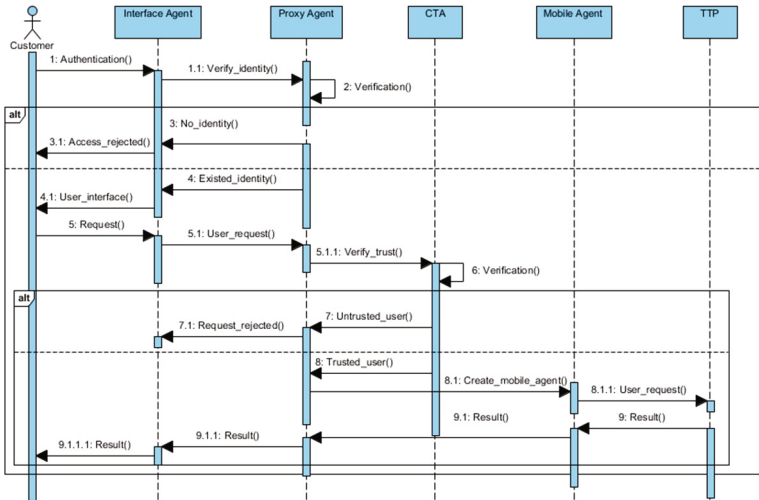 Interface Agent
Proxy Agent
CTA
Mobile Agent
TTP
Customer
1: Authentication()
1.1: Verify_identity()
2: Verification()
alt
3: No_identity()
3.1: Access_rejected()
4: Existed_identity()
4.1: User_interface()
5: Request()
5.1: User_request()
5.1.1: Verify_trust()
6: Verification()
alt
7: Untrusted_user()
7.1: Request_rejected()
8: Trusted_user()
8.1: Create_mobile_agent()
8.1.1: User_request()
9.1: Result()
9: Result()
9.1.1: Result()
9.1.1.1: Result()